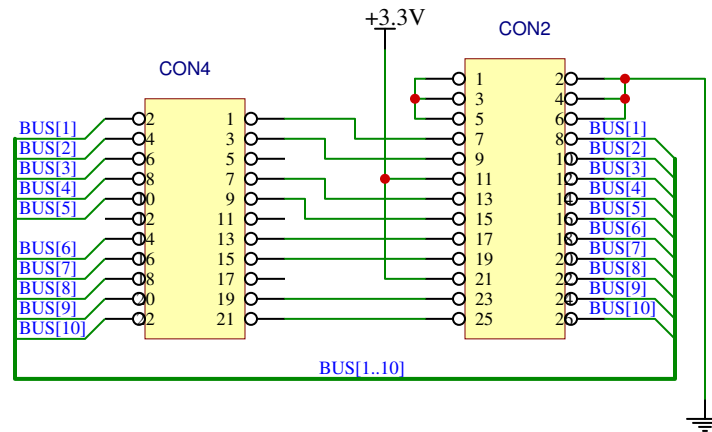 +3.3V
CON4
CON2
1 2
3 4
5 6
BUS[1] 2 1 7 8 BUS[1]
BUS[2] 4 3 9 10 BUS[2]
BUS[3] 6 5 11 12 BUS[3]
BUS[4] 8 7 13 14 BUS[4]
BUS[5] 10 9 15 16 BUS[5]
12 11 17 18 BUS[6]
BUS[6] 14 13 19 20 BUS[7]
BUS[7] 16 15 21 22 BUS[8]
BUS[8] 18 17 23 24 BUS[9]
BUS[9] 20 19 25 26 BUS[10]
BUS[10] 22 21
BUS[1..10]